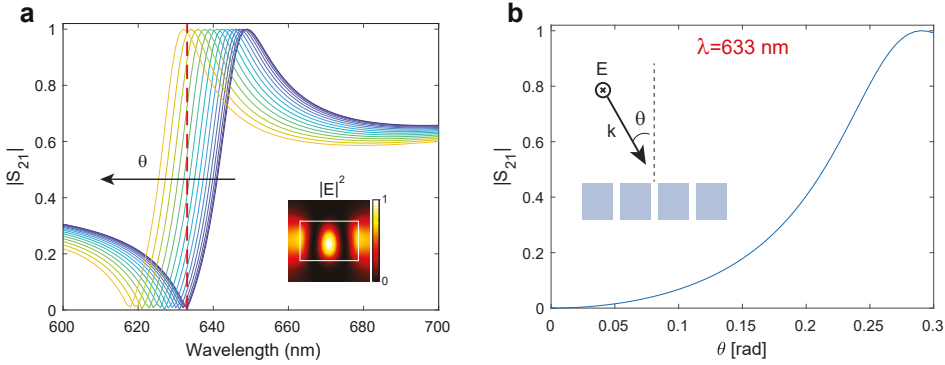 a
|S21|
1
0.8
0.6
0.4
0.2
0
600
620
640
660
680
700
Wavelength (nm)
θ
|E|²
1
0
b
|S21|
1
0.8
0.6
0.4
0.2
0
0
0.05
0.1
0.15
0.2
0.25
0.3
θ [rad]
λ=633 nm
E
θ
k